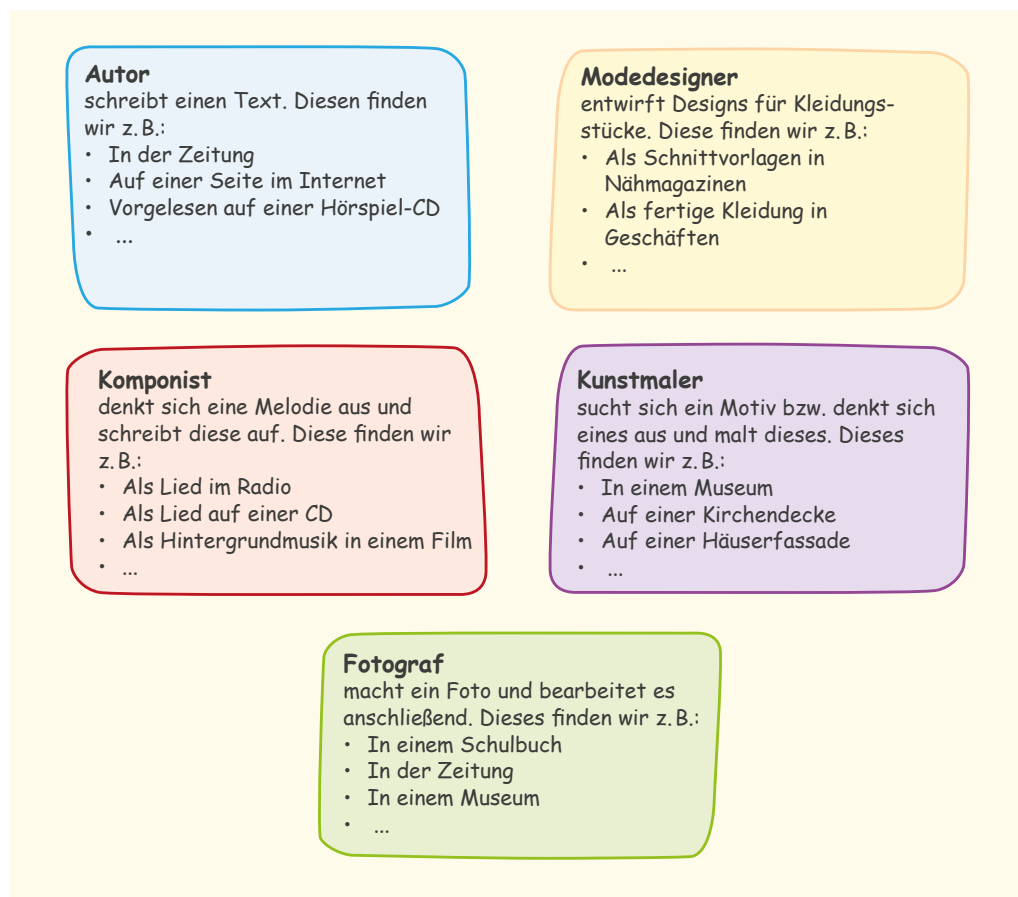 Autor
schreibt einen Text. Diesen finden
wir z. B.:
• In der Zeitung
• Auf einer Seite im Internet
• Vorgelesen auf einer Hörspiel-CD
• ...
Modedesigner
entwirft Designs für Kleidungs-
stücke. Diese finden wir z. B.:
• Als Schnittvorlagen in
Nähmagazinen
• Als fertige Kleidung in
Geschäften
• ...
Komponist
denkt sich eine Melodie aus und
schreibt diese auf. Diese finden wir
z. B.:
• Als Lied im Radio
• Als Lied auf einer CD
• Als Hintergrundmusik in einem Film
• ...
Kunstmaler
sucht sich ein Motiv bzw. denkt sich
eines aus und malt dieses. Dieses
finden wir z. B.:
• In einem Museum
• Auf einer Kirchendecke
• Auf einer Häuserfassade
• ...
Fotograf
macht ein Foto und bearbeitet es
anschließend. Dieses finden wir z. B.:
• In einem Schulbuch
• In der Zeitung
• In einem Museum
• ...